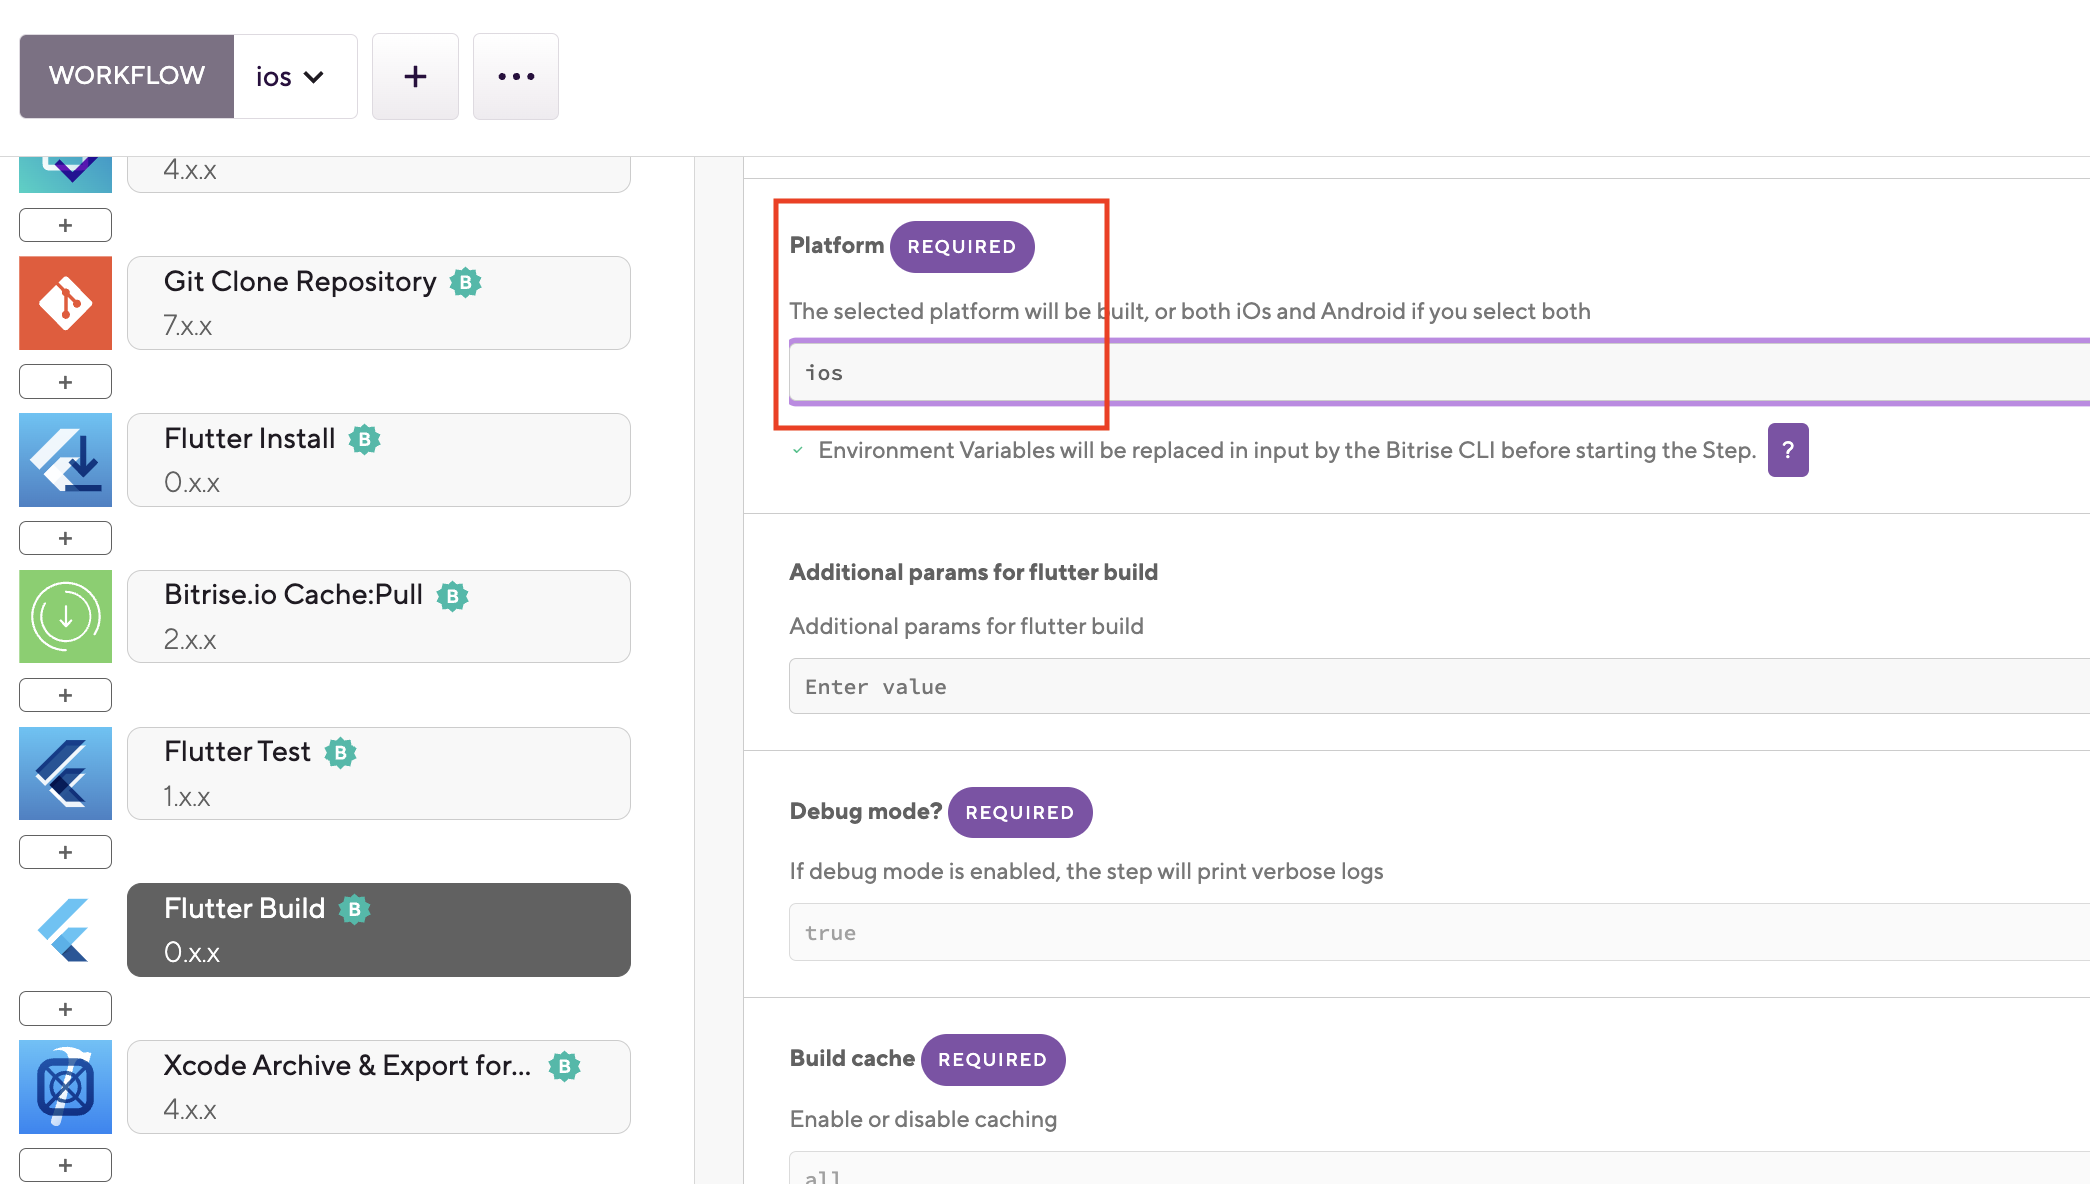 WORKFLOW
ios
+
...
4.x.x
+
Git Clone Repository B
7.x.x
+
Flutter Install B
0.x.x
+
Bitrise.io Cache:Pull B
2.x.x
+
Flutter Test B
1.x.x
+
Flutter Build B
0.x.x
+
Xcode Archive & Export for... B
4.x.x
+
Platform REQUIRED
The selected platform will be built, or both iOs and Android if you select both
ios
Environment Variables will be replaced in input by the Bitrise CLI before starting the Step. ?
Additional params for flutter build
Additional params for flutter build
Enter value
Debug mode? REQUIRED
If debug mode is enabled, the step will print verbose logs
true
Build cache REQUIRED
Enable or disable caching
all